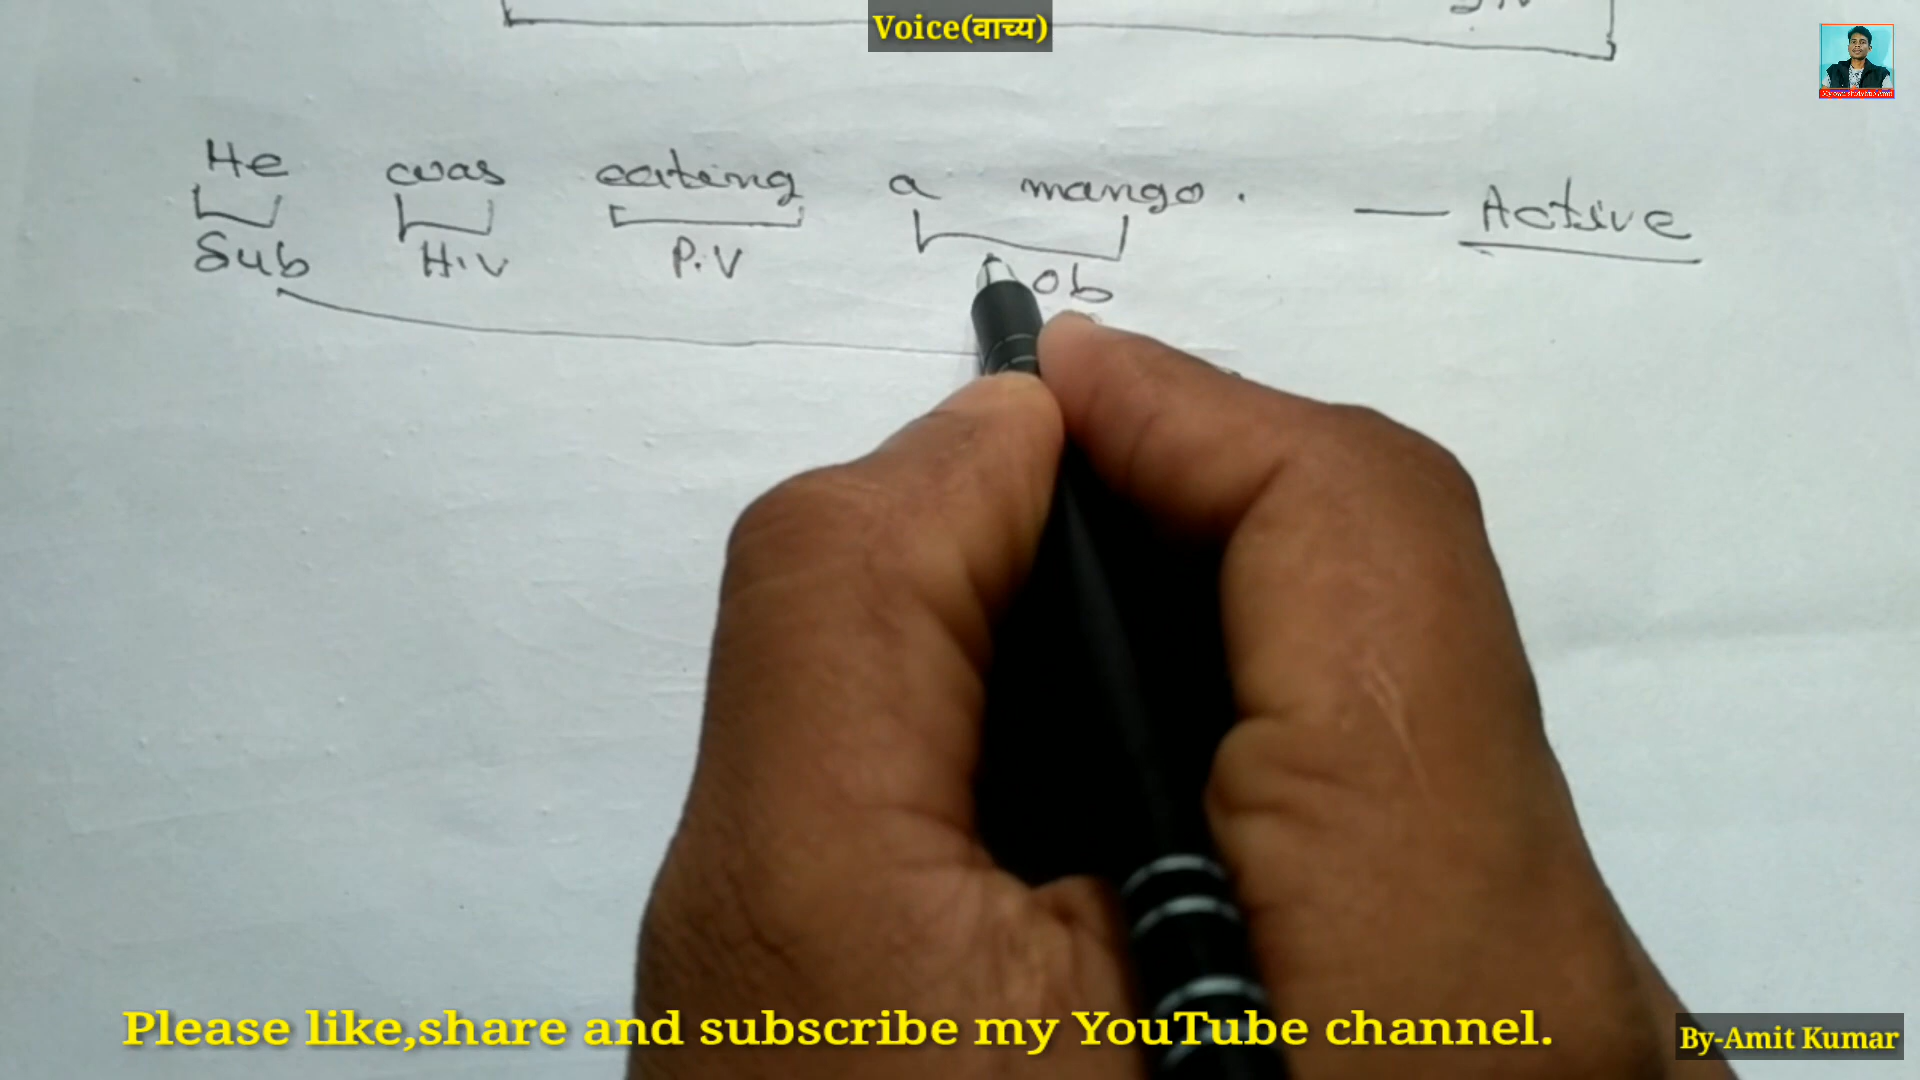 Voice(वाच्य)
He was eating a mango. — Active
Sub H.V P.V ob
Please like,share and subscribe my YouTube channel.
By-Amit Kumar